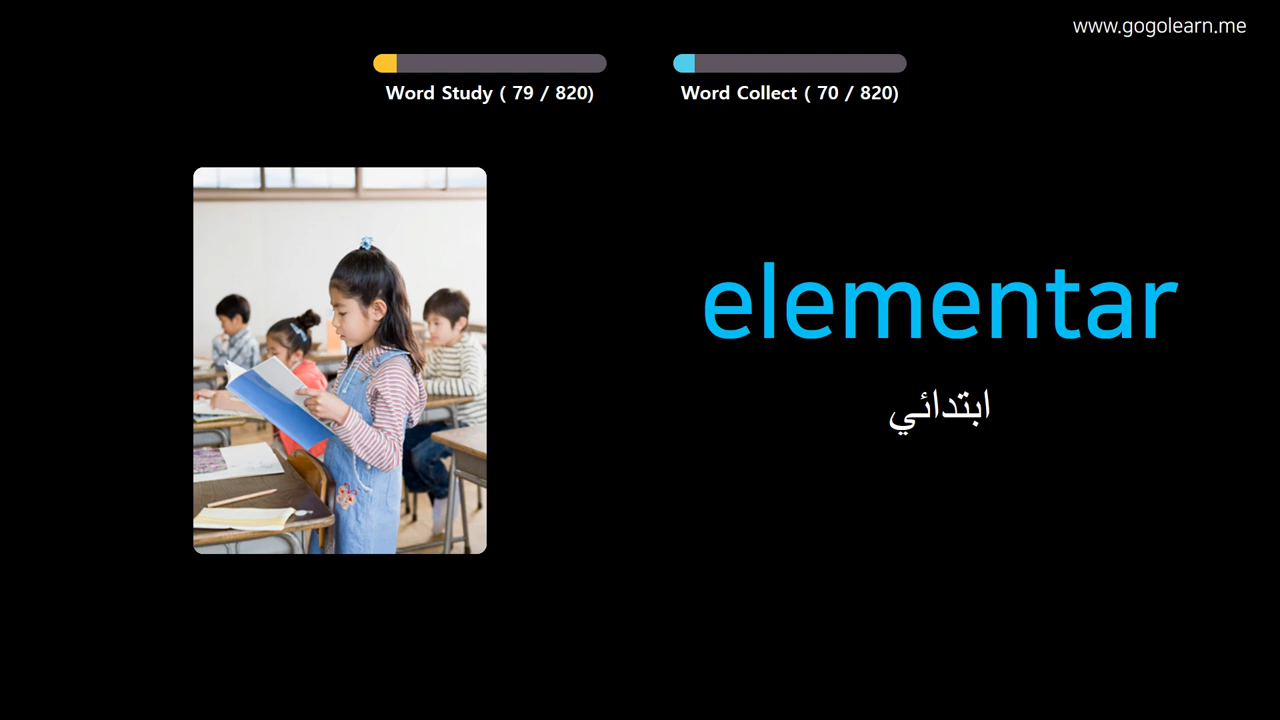 www.gogolearn.me
Word Study ( 79 / 820)
Word Collect ( 70 / 820)
elementar
ابتدائي